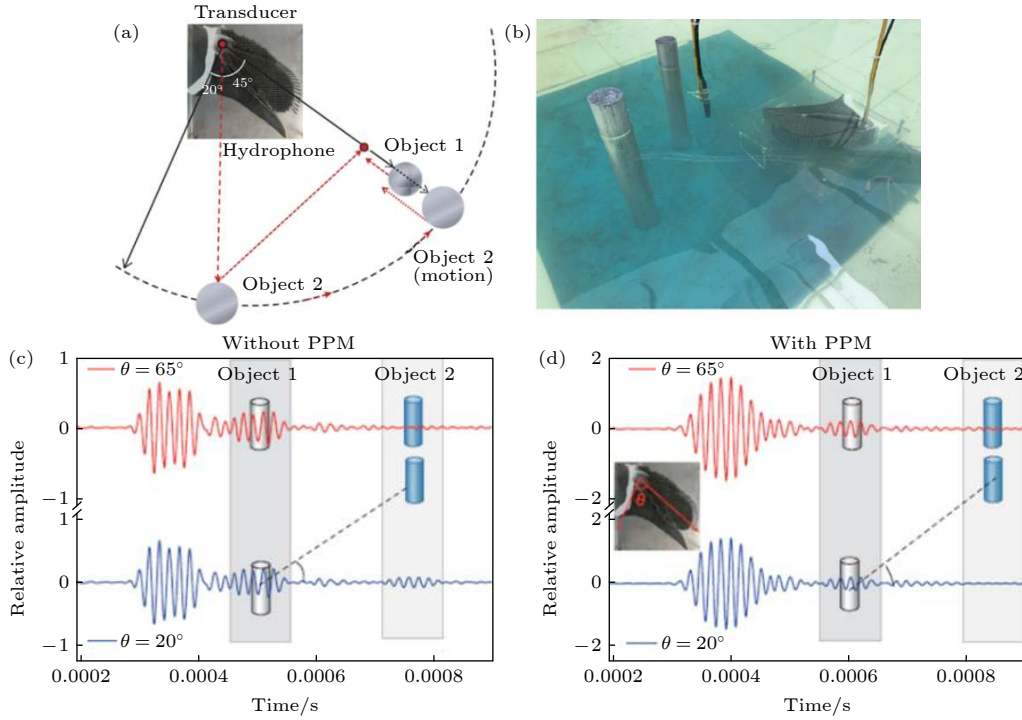 (a)
Transducer
20°
45°
Hydrophone
Object 1
Object 2
(motion)
Object 2
(b)
(c)
Without PPM
Relative amplitude
1
0
−1
1
0
−1
θ = 65°
Object 1
Object 2
θ = 20°
0.0002
0.0004
0.0006
0.0008
Time/s
(d)
With PPM
Relative amplitude
2
0
−2
2
0
−2
θ = 65°
Object 1
Object 2
θ
θ = 20°
0.0002
0.0004
0.0006
0.0008
Time/s